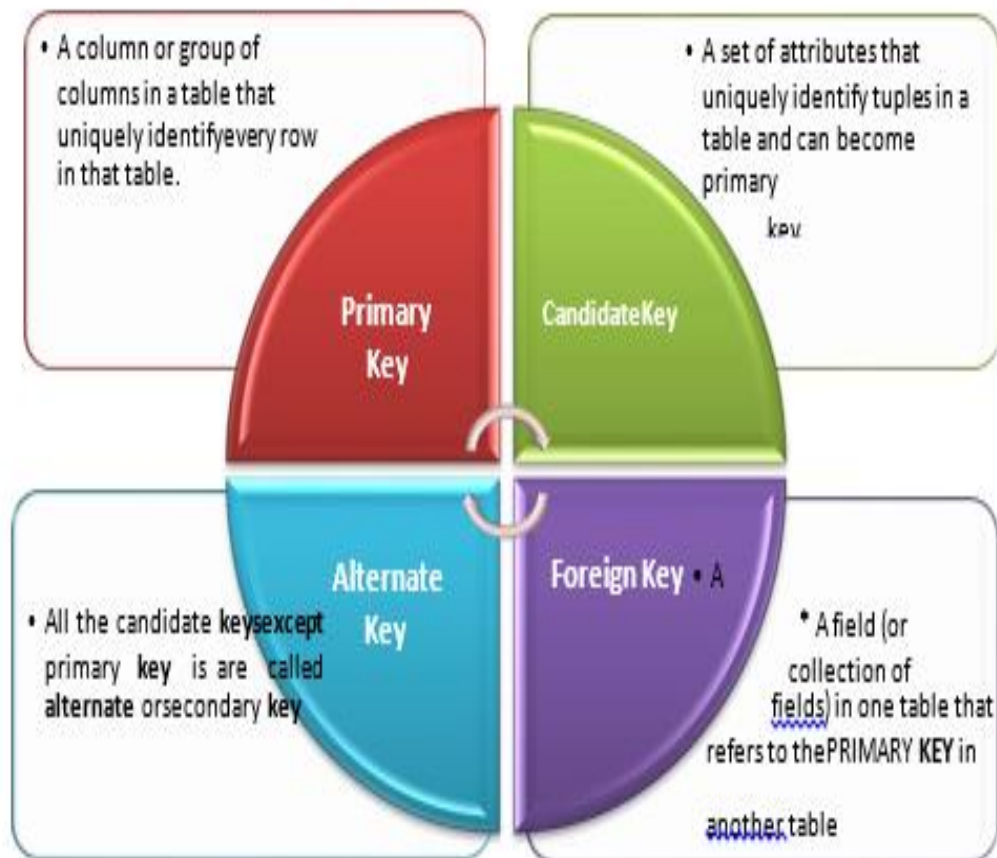 • A column or group of
columns in a table that
uniquely identifyevery row
in that table.
Primary
Key
• A set of attributes that
uniquely identify tuples in a
table and can become
primary
key
CandidateKey
Alternate
Key
• All the candidate keysexcept
primary key is are called
alternate orsecondary key
Foreign Key • A
* A field (or
collection of
fields) in one table that
refers to thePRIMARY KEY in
another table